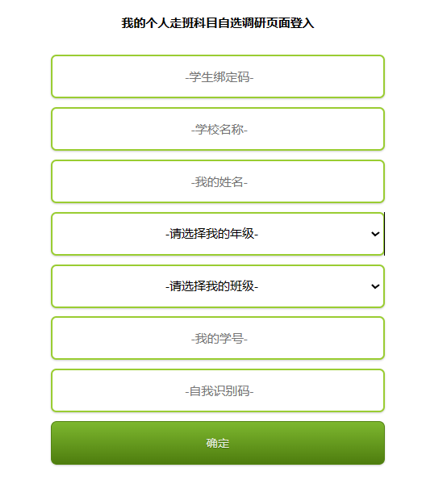 我的个人走班科目自选调研页面登入
-学生绑定码-
-学校名称-
-我的姓名-
-请选择我的年级-
-请选择我的班级-
-我的学号-
-自我识别码-
确定